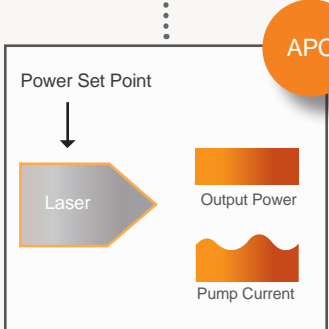 APC
Power Set Point
Laser
Output Power
Pump Current